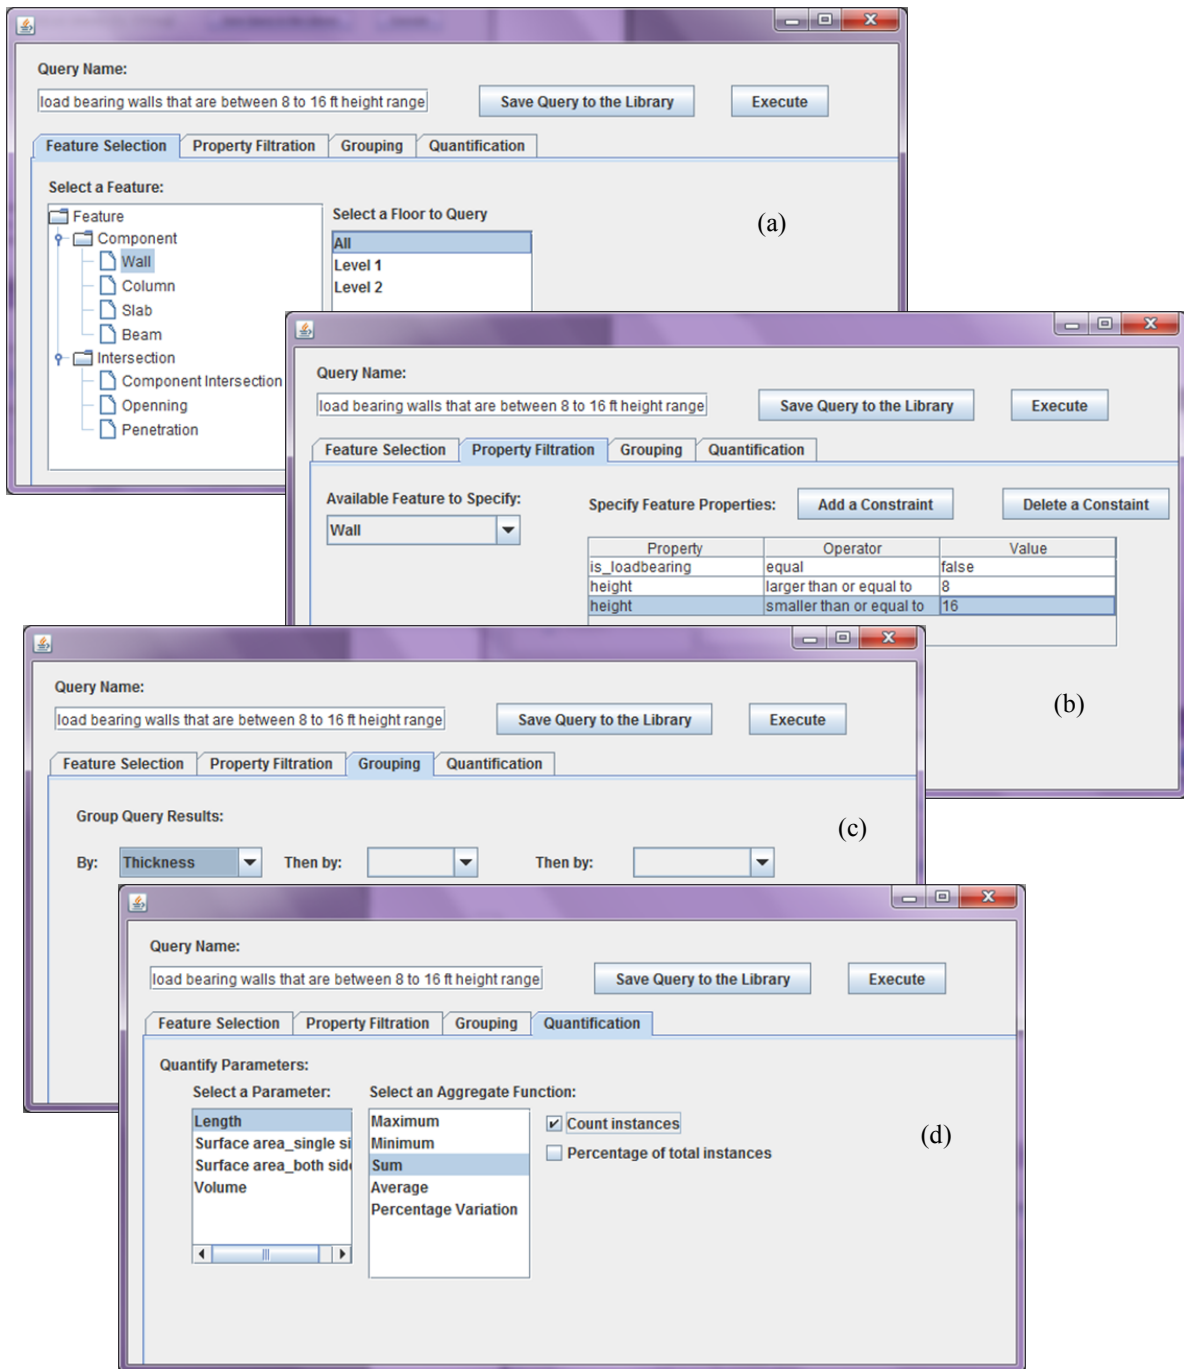 Query Name:
load bearing walls that are between 8 to 16 ft height range
Save Query to the Library
Execute
Feature Selection
Property Filtration
Grouping
Quantification
Select a Feature:
Feature
Component
Wall
Column
Slab
Beam
Intersection
Component Intersection
Openning
Penetration
Select a Floor to Query
All
Level 1
Level 2
(a)
Query Name:
load bearing walls that are between 8 to 16 ft height range
Save Query to the Library
Execute
Feature Selection
Property Filtration
Grouping
Quantification
Available Feature to Specify:
Wall
Specify Feature Properties:
Add a Constraint
Delete a Constaint
Property Operator Value
is_loadbearing equal false
height larger than or equal to 8
height smaller than or equal to 16
(b)
Query Name:
load bearing walls that are between 8 to 16 ft height range
Save Query to the Library
Execute
Feature Selection
Property Filtration
Grouping
Quantification
Group Query Results:
By: Thickness Then by: Then by:
(c)
Query Name:
load bearing walls that are between 8 to 16 ft height range
Save Query to the Library
Execute
Feature Selection
Property Filtration
Grouping
Quantification
Quantify Parameters:
Select a Parameter:
Length
Surface area_single si
Surface area_both side
Volume
Select an Aggregate Function:
Maximum
Minimum
Sum
Average
Percentage Variation
Count instances
Percentage of total instances
(d)